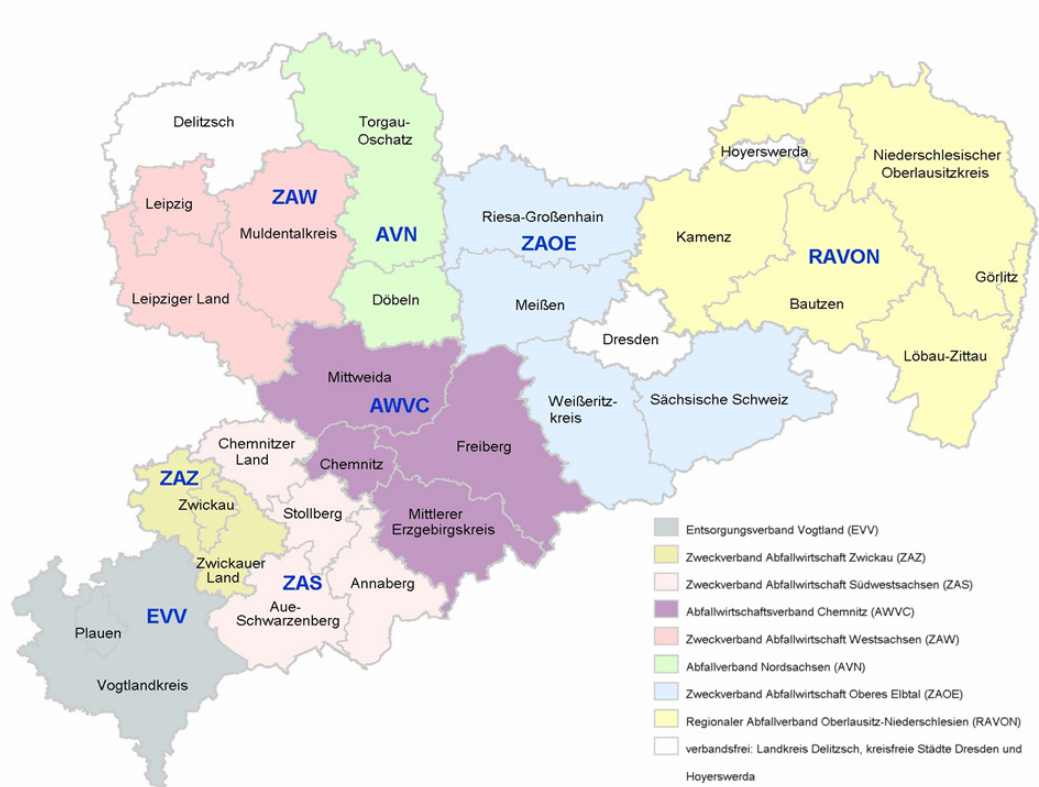 Delitzsch
Torgau-
Oschatz
Hoyerswerda
Niederschlesischer
Oberlausitzkreis
Leipzig
ZAW
Muldentalkreis
AVN
Riesa-Großenhain
ZAOE
Kamenz
RAVON
Görlitz
Leipziger Land
Döbeln
Meißen
Bautzen
Dresden
Löbau-Zittau
Mittweida
AWVC
Weißeritz-
kreis
Sächsische Schweiz
Chemnitzer
Land
Freiberg
Chemnitz
ZAZ
Zwickau
Stollberg
Mittlerer
Erzgebirgskreis
Zwickauer
Land
ZAS
Annaberg
Aue-
Schwarzenberg
EVV
Plauen
Vogtlandkreis
Entsorgungsverband Vogtland (EVV)
Zweckverband Abfallwirtschaft Zwickau (ZAZ)
Zweckverband Abfallwirtschaft Südwestsachsen (ZAS)
Abfallwirtschaftsverband Chemnitz (AWVC)
Zweckverband Abfallwirtschaft Westsachsen (ZAW)
Abfallverband Nordsachsen (AVN)
Zweckverband Abfallwirtschaft Oberes Elbtal (ZAOE)
Regionaler Abfallverband Oberlausitz-Niederschlesien (RAVON)
verbandsfrei: Landkreis Delitzsch, kreisfreie Städte Dresden und
Hoyerswerda